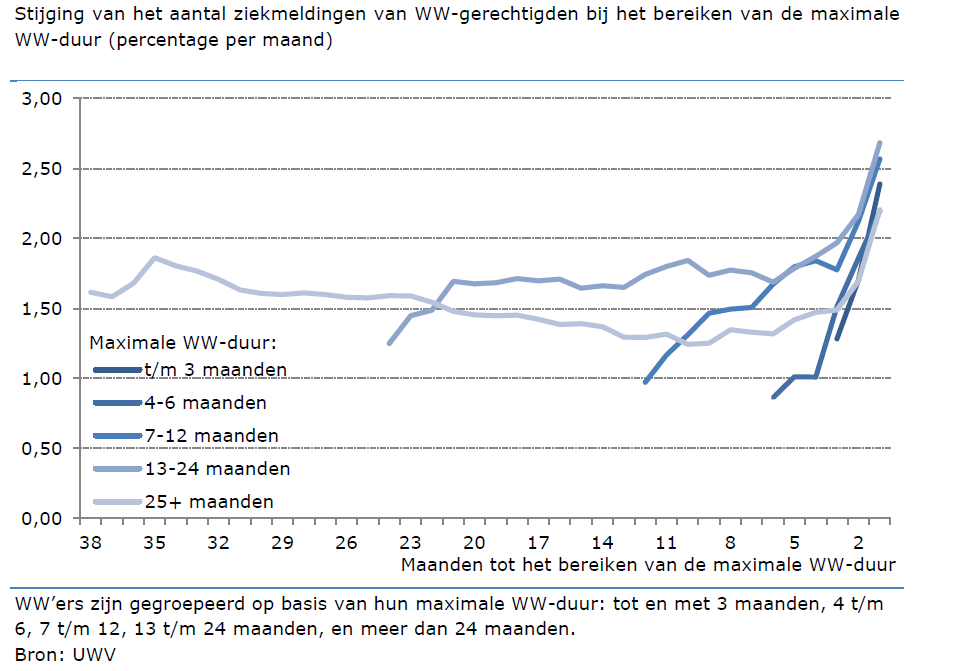 Stijging van het aantal ziekmeldingen van WW-gerechtigden bij het bereiken van de maximale
WW-duur (percentage per maand)
3,00
2,50
2,00
1,50
1,00
0,50
0,00
Maximale WW-duur:
t/m 3 maanden
4-6 maanden
7-12 maanden
13-24 maanden
25+ maanden
38 35 32 29 26 23 20 17 14 11 8 5 2
Maanden tot het bereiken van de maximale WW-duur
WW’ers zijn gegroepeerd op basis van hun maximale WW-duur: tot en met 3 maanden, 4 t/m
6, 7 t/m 12, 13 t/m 24 maanden, en meer dan 24 maanden.
Bron: UWV